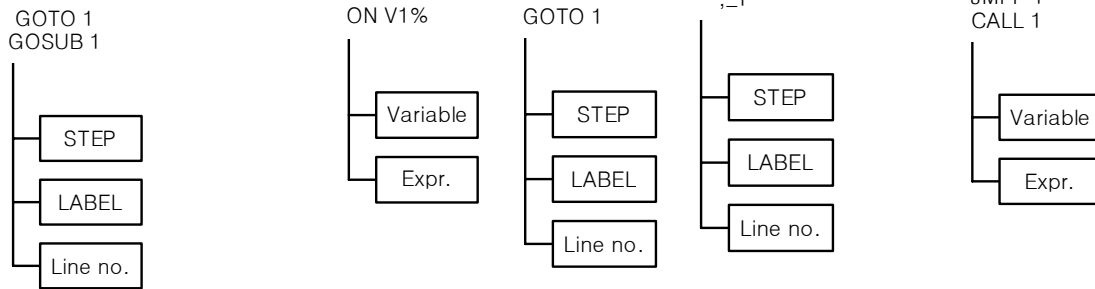 GOTO 1
GOSUB 1
STEP
LABEL
Line no.
ON V1%
Variable
Expr.
GOTO 1
STEP
LABEL
Line no.
STEP
LABEL
Line no.
CALL 1
Variable
Expr.